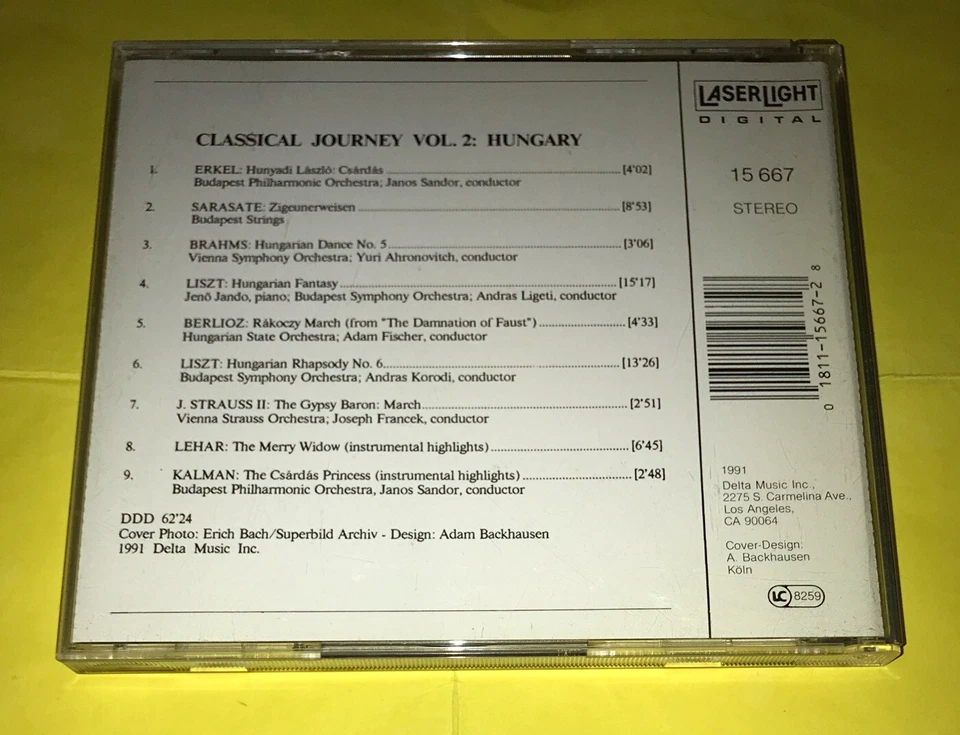 CLASSICAL JOURNEY VOL. 2: HUNGARY
1. ERKEL: Hunyadi László: Csárdás [4'02]
Budapest Philharmonic Orchestra; Janos Sandor, conductor
2. SARASATE: Zigeunerweisen [8'53]
Budapest Strings
3. BRAHMS: Hungarian Dance No. 5 [3'06]
Vienna Symphony Orchestra; Yuri Ahronovitch, conductor
4. LISZT: Hungarian Fantasy [15'17]
Jenő Jando, piano; Budapest Symphony Orchestra; Andras Ligeti, conductor
5. BERLIOZ: Rákoczy March (from "The Damnation of Faust") [4'33]
Hungarian State Orchestra; Adam Fischer, conductor
6. LISZT: Hungarian Rhapsody No. 6 [13'26]
Budapest Symphony Orchestra; Andras Korodi, conductor
7. J. STRAUSS II: The Gypsy Baron: March [2'51]
Vienna Strauss Orchestra; Joseph Francek, conductor
8. LEHAR: The Merry Widow (instrumental highlights) [6'45]
9. KALMAN: The Csárdás Princess (instrumental highlights) [2'48]
Budapest Philharmonic Orchestra, Janos Sandor, conductor
DDD 62'24
Cover Photo: Erich Bach/Superbild Archiv - Design: Adam Backhausen
1991 Delta Music Inc.
LASERLIGHT
DIGITAL
15 667
STEREO
0 1811-15667-2 8
1991
Delta Music Inc.,
2275 S. Carmelina Ave.,
Los Angeles,
CA 90064
Cover-Design:
A. Backhausen
Köln
LC 8259